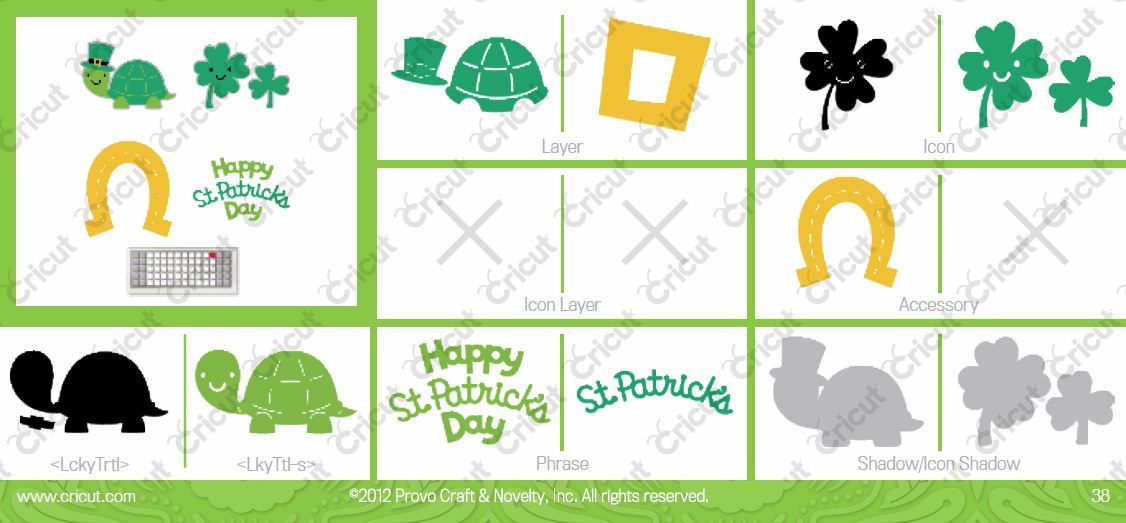 Happy
St. Patrick's
Day
Layer
Icon
Icon Layer
Accessory
Happy
St. Patrick's
Day
St. Patrick's
<LckyTrtl>
<LkyTtl-s>
Phrase
Shadow/Icon Shadow
www.cricut.com
©2012 Provo Craft & Novelty, Inc. All rights reserved.
38
Cricut